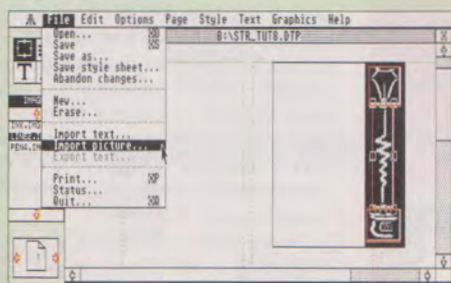 File Edit Options Page Style Text Graphics Help
B:\STR_TUT8.DTP
Open... ⌘O
Save ⌘S
Save as...
Save style sheet...
Abandon changes...
New...
Erase...
Import text...
Import picture...
Export text...
Print... ⌘P
Status...
Quit... ⌘Q
T